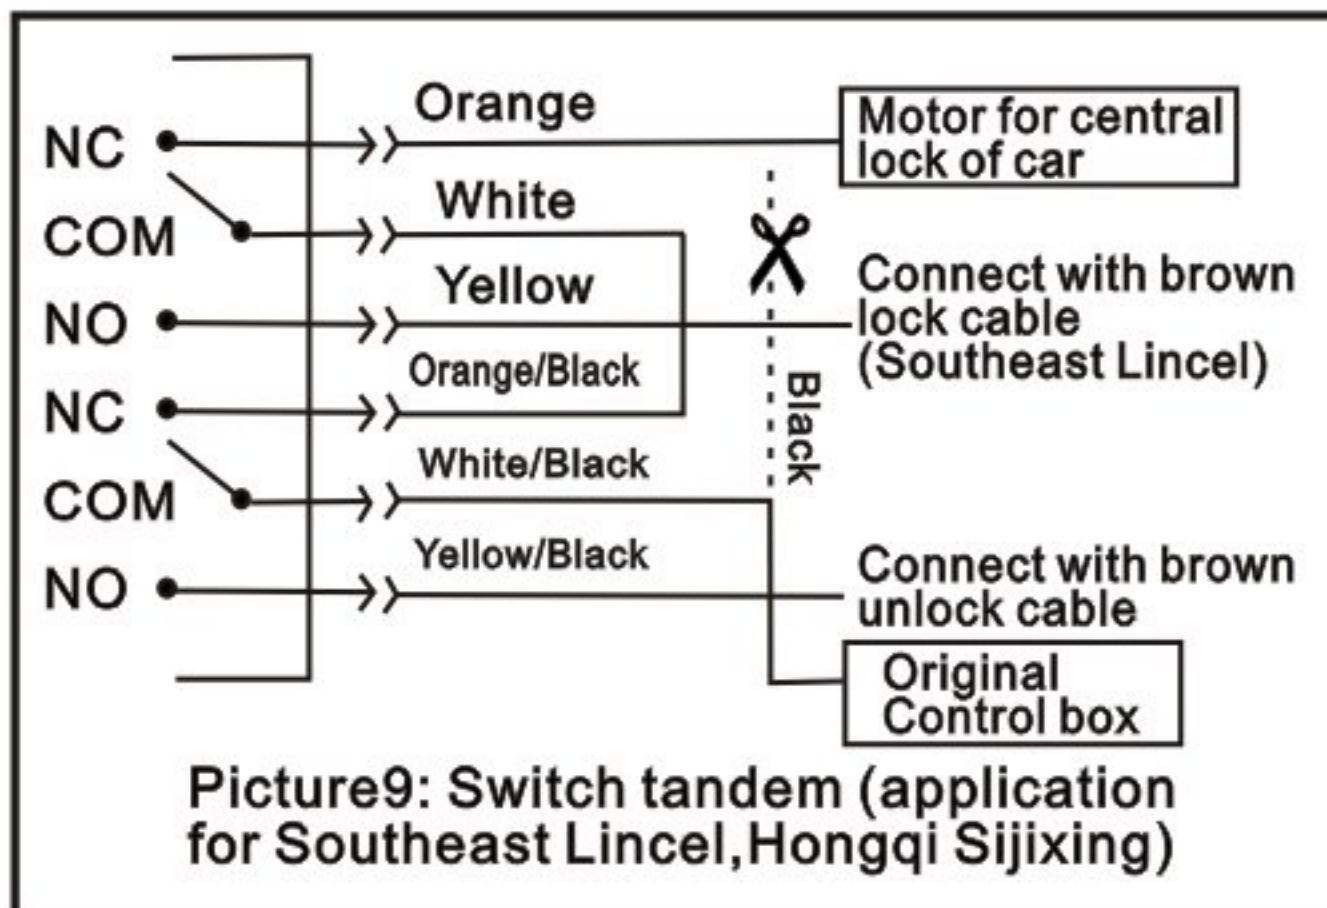 NC
Orange
Motor for central
lock of car
COM
White
NO
Yellow
Connect with brown
lock cable
(Southeast Lincel)
NC
Orange/Black
Black
COM
White/Black
NO
Yellow/Black
Connect with brown
unlock cable
Original
Control box
Picture9: Switch tandem (application
for Southeast Lincel,Hongqi Sijixing)